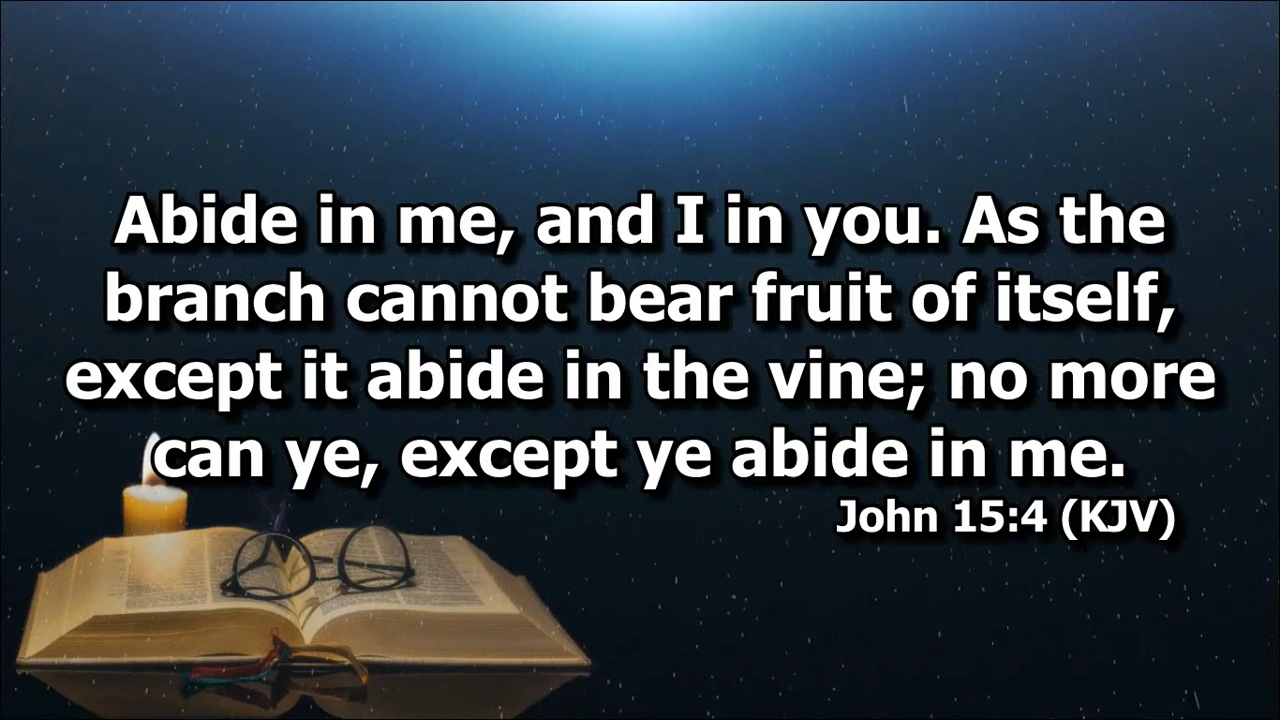 Abide in me, and I in you. As the
branch cannot bear fruit of itself,
except it abide in the vine; no more
can ye, except ye abide in me.
John 15:4 (KJV)